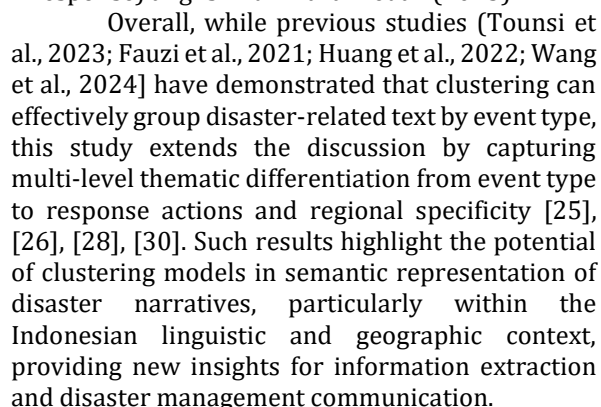 Overall, while previous studies (Tounsi et
al., 2023; Fauzi et al., 2021; Huang et al., 2022; Wang
et al., 2024] have demonstrated that clustering can
effectively group disaster-related text by event type,
this study extends the discussion by capturing
multi-level thematic differentiation from event type
to response actions and regional specificity [25],
[26], [28], [30]. Such results highlight the potential
of clustering models in semantic representation of
disaster narratives, particularly within the
Indonesian linguistic and geographic context,
providing new insights for information extraction
and disaster management communication.